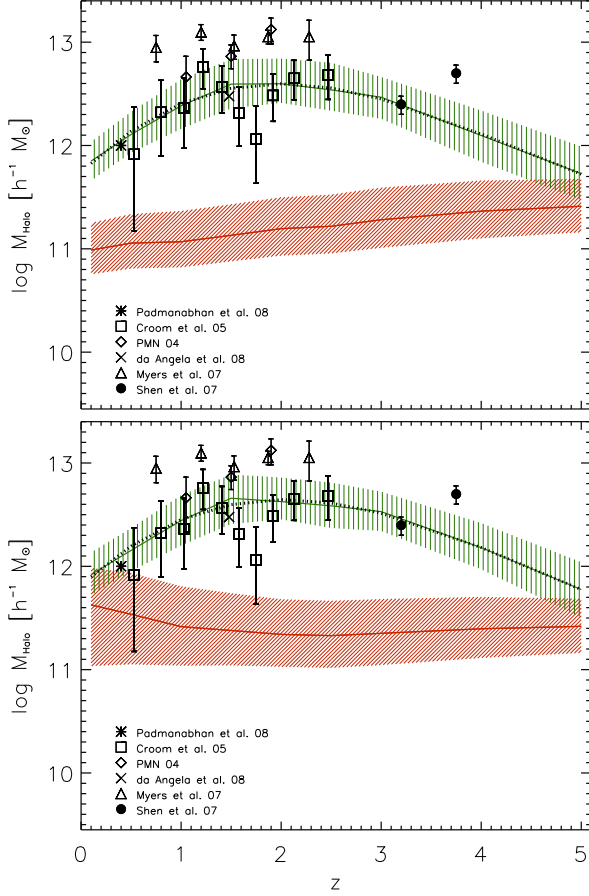 13
12
11
10
log M_Halo [h⁻¹ M_⊙]
Padmanabhan et al. 08
Croom et al. 05
PMN 04
da Angela et al. 08
Myers et al. 07
Shen et al. 07
13
12
11
10
log M_Halo [h⁻¹ M_⊙]
Padmanabhan et al. 08
Croom et al. 05
PMN 04
da Angela et al. 08
Myers et al. 07
Shen et al. 07
0 1 2 3 4 5
z